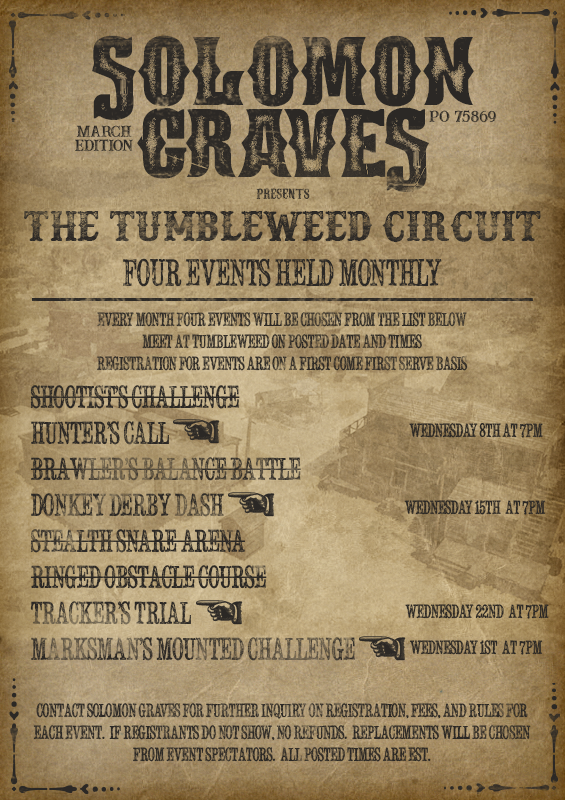 SOLOMON
GRAVES
MARCH
EDITION
PO 75869
PRESENTS
THE TUMBLEWEED CIRCUIT
FOUR EVENTS HELD MONTHLY
EVERY MONTH FOUR EVENTS WILL BE CHOSEN FROM THE LIST BELOW
MEET AT TUMBLEWEED ON POSTED DATE AND TIMES
REGISTRATION FOR EVENTS ARE ON A FIRST COME FIRST SERVE BASIS
SHOOTIST'S CHALLENGE
HUNTER'S CALL WEDNESDAY 8TH AT 7PM
BRAWLER'S BALANCE BATTLE
DONKEY DERBY DASH WEDNESDAY 15TH AT 7PM
STEALTH SNARE ARENA
RINGED OBSTACLE COURSE
TRACKER'S TRIAL WEDNESDAY 22ND AT 7PM
MARKSMAN'S MOUNTED CHALLENGE WEDNESDAY 1ST AT 7PM
CONTACT SOLOMON GRAVES FOR FURTHER INQUIRY ON REGISTRATION, FEES, AND RULES FOR
EACH EVENT. IF REGISTRANTS DO NOT SHOW, NO REFUNDS. REPLACEMENTS WILL BE CHOSEN
FROM EVENT SPECTATORS. ALL POSTED TIMES ARE EST.